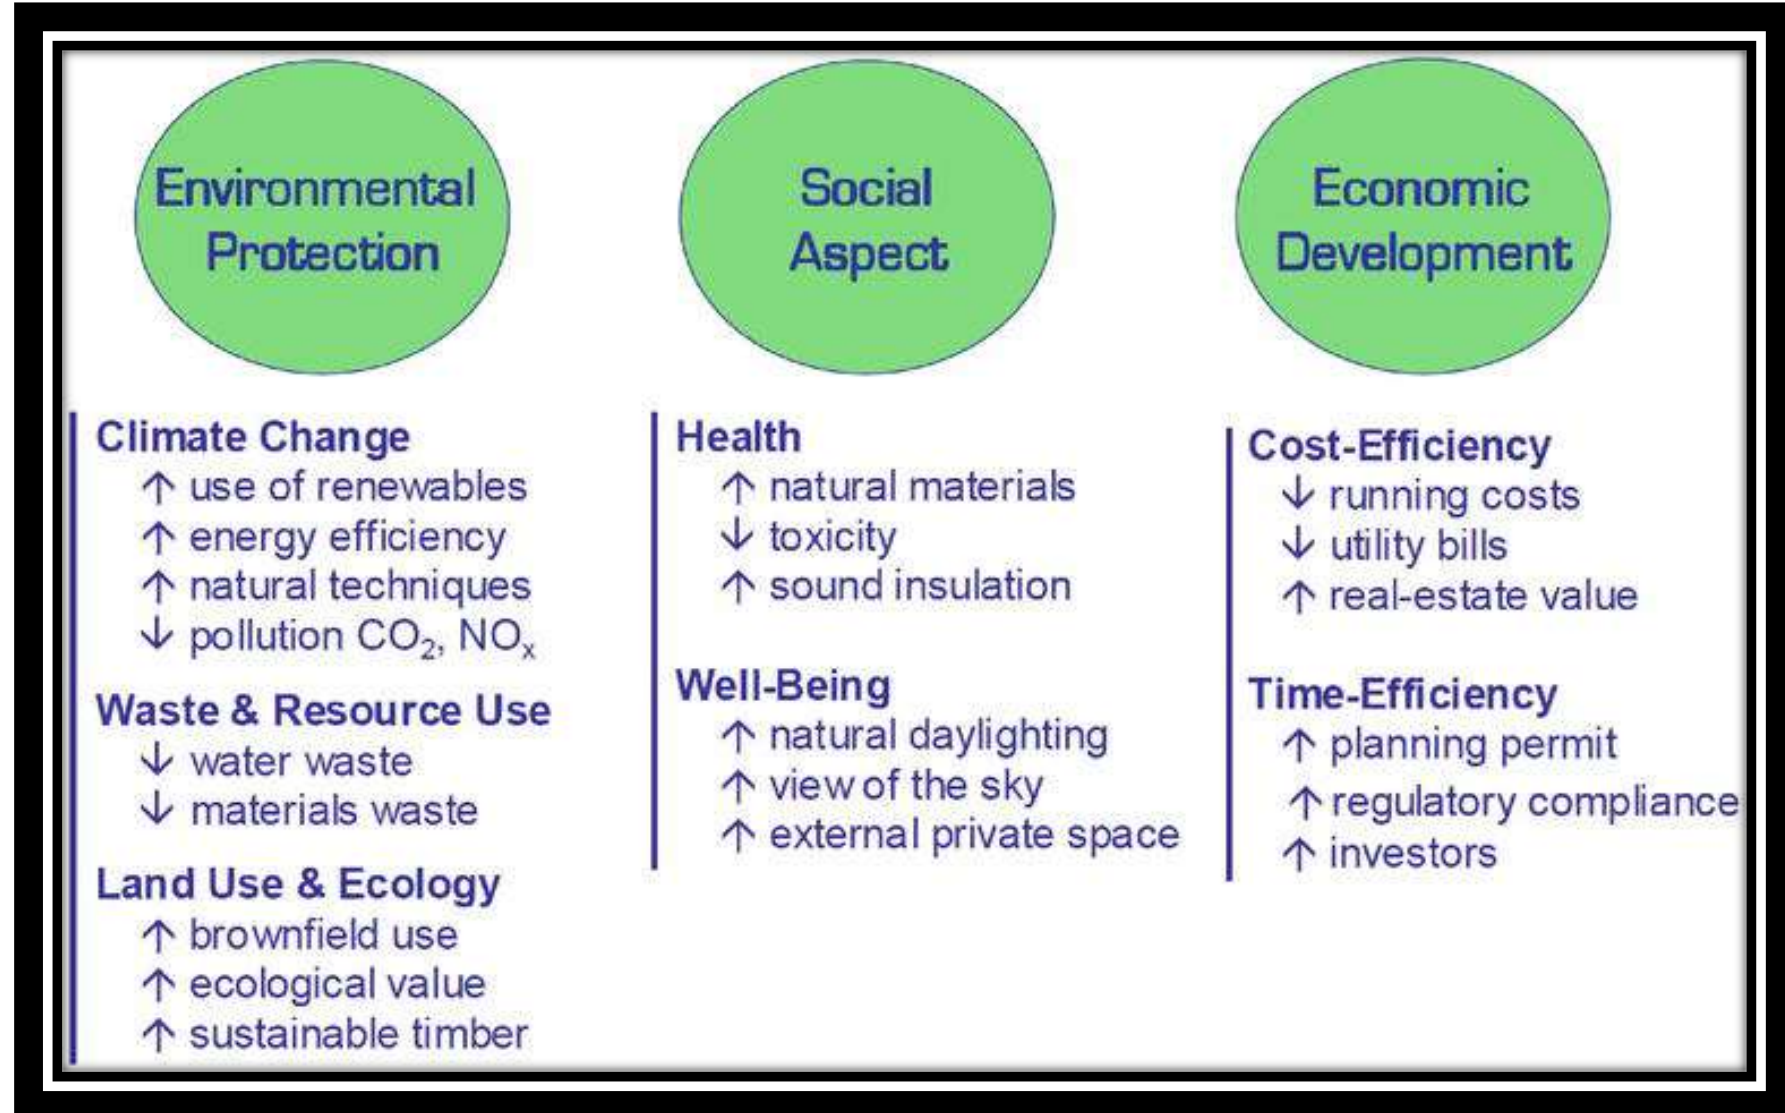 Environmental
Protection
Climate Change
↑ use of renewables
↑ energy efficiency
↑ natural techniques
↓ pollution CO₂, NOₓ
Waste & Resource Use
↓ water waste
↓ materials waste
Land Use & Ecology
↑ brownfield use
↑ ecological value
↑ sustainable timber
Social
Aspect
Health
↑ natural materials
↓ toxicity
↑ sound insulation
Well-Being
↑ natural daylighting
↑ view of the sky
↑ external private space
Economic
Development
Cost-Efficiency
↓ running costs
↓ utility bills
↑ real-estate value
Time-Efficiency
↑ planning permit
↑ regulatory compliance
↑ investors